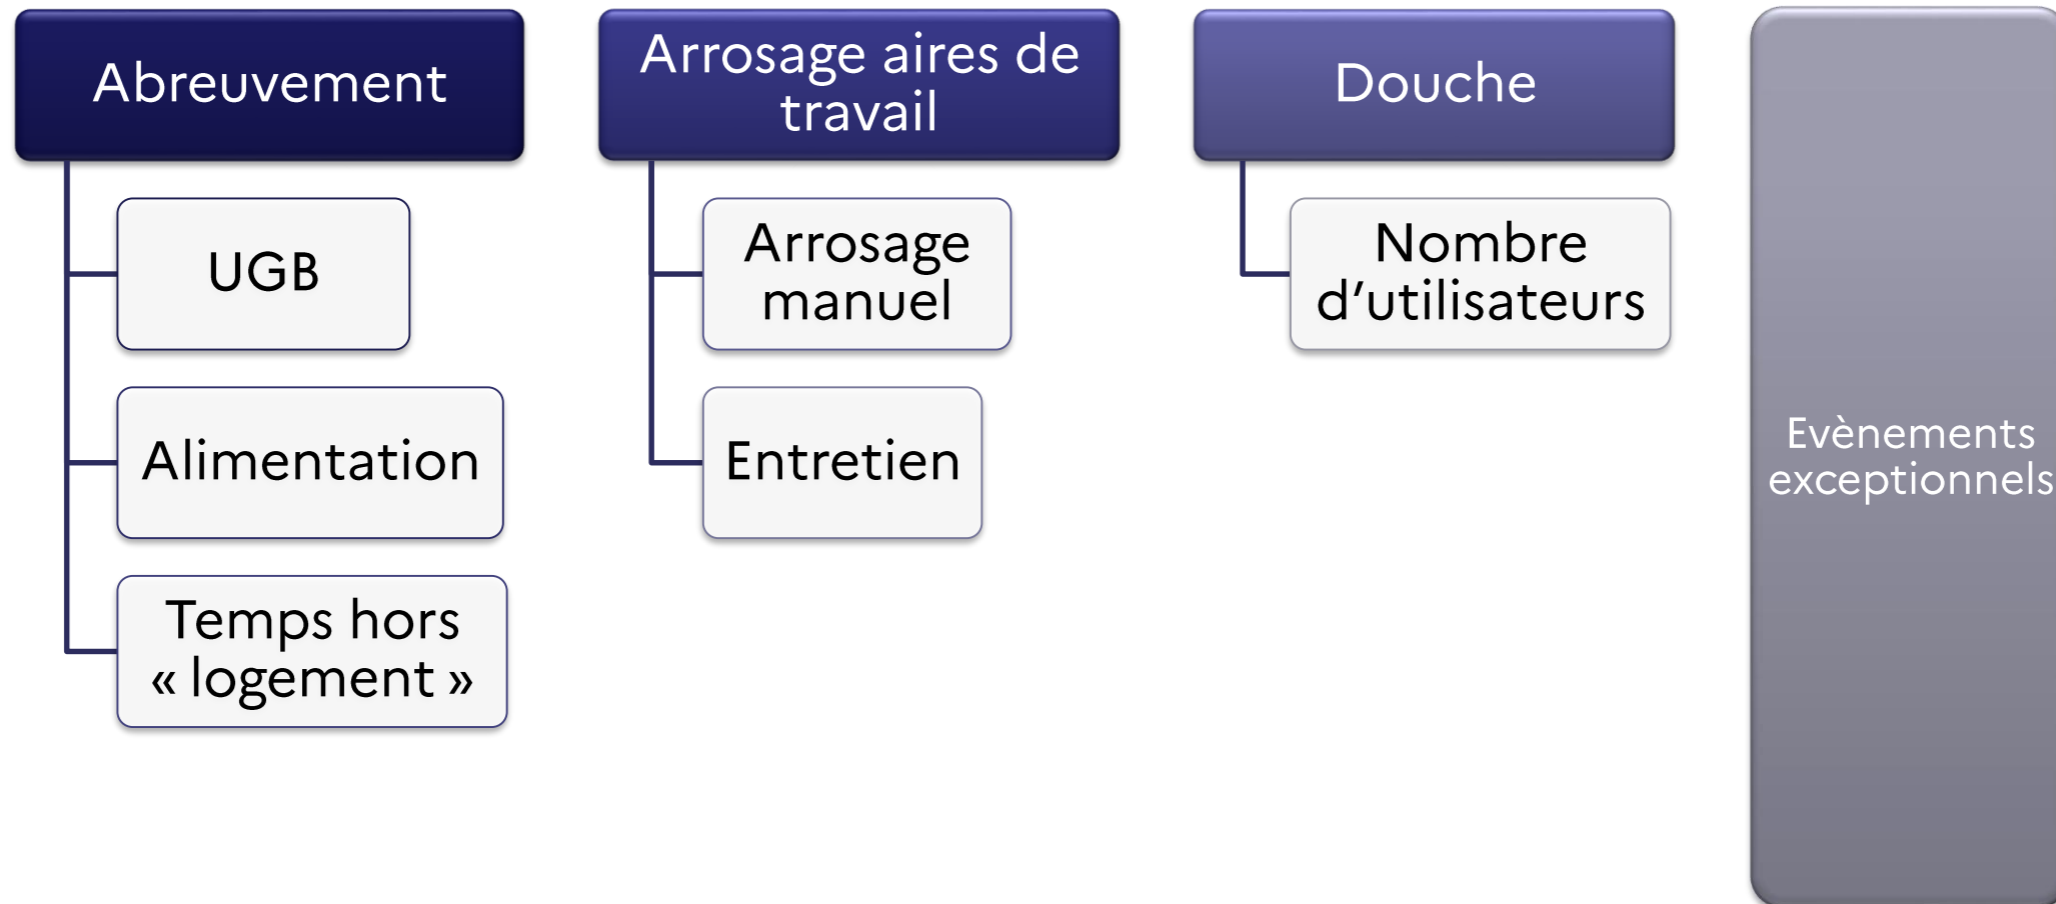 Abreuvement
UGB
Alimentation
Temps hors
« logement »
Arrosage aires de
travail
Arrosage
manuel
Entretien
Douche
Nombre
d’utilisateurs
Evènements
exceptionnels